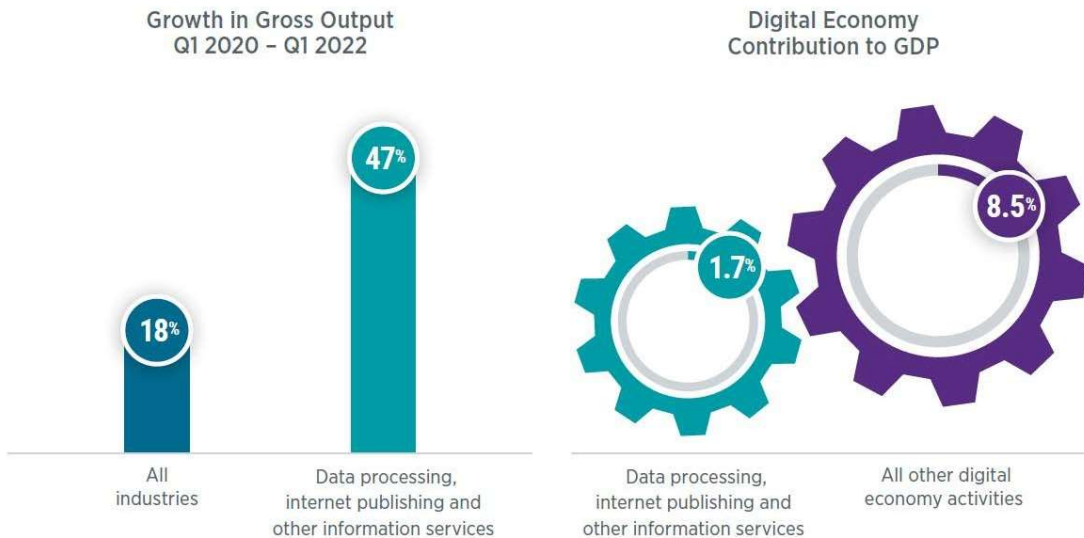 Growth in Gross Output
Q1 2020 – Q1 2022
47%
18%
All
industries
Data processing,
internet publishing and
other information services
Digital Economy
Contribution to GDP
1.7%
8.5%
Data processing,
internet publishing and
other information services
All other digital
economy activities